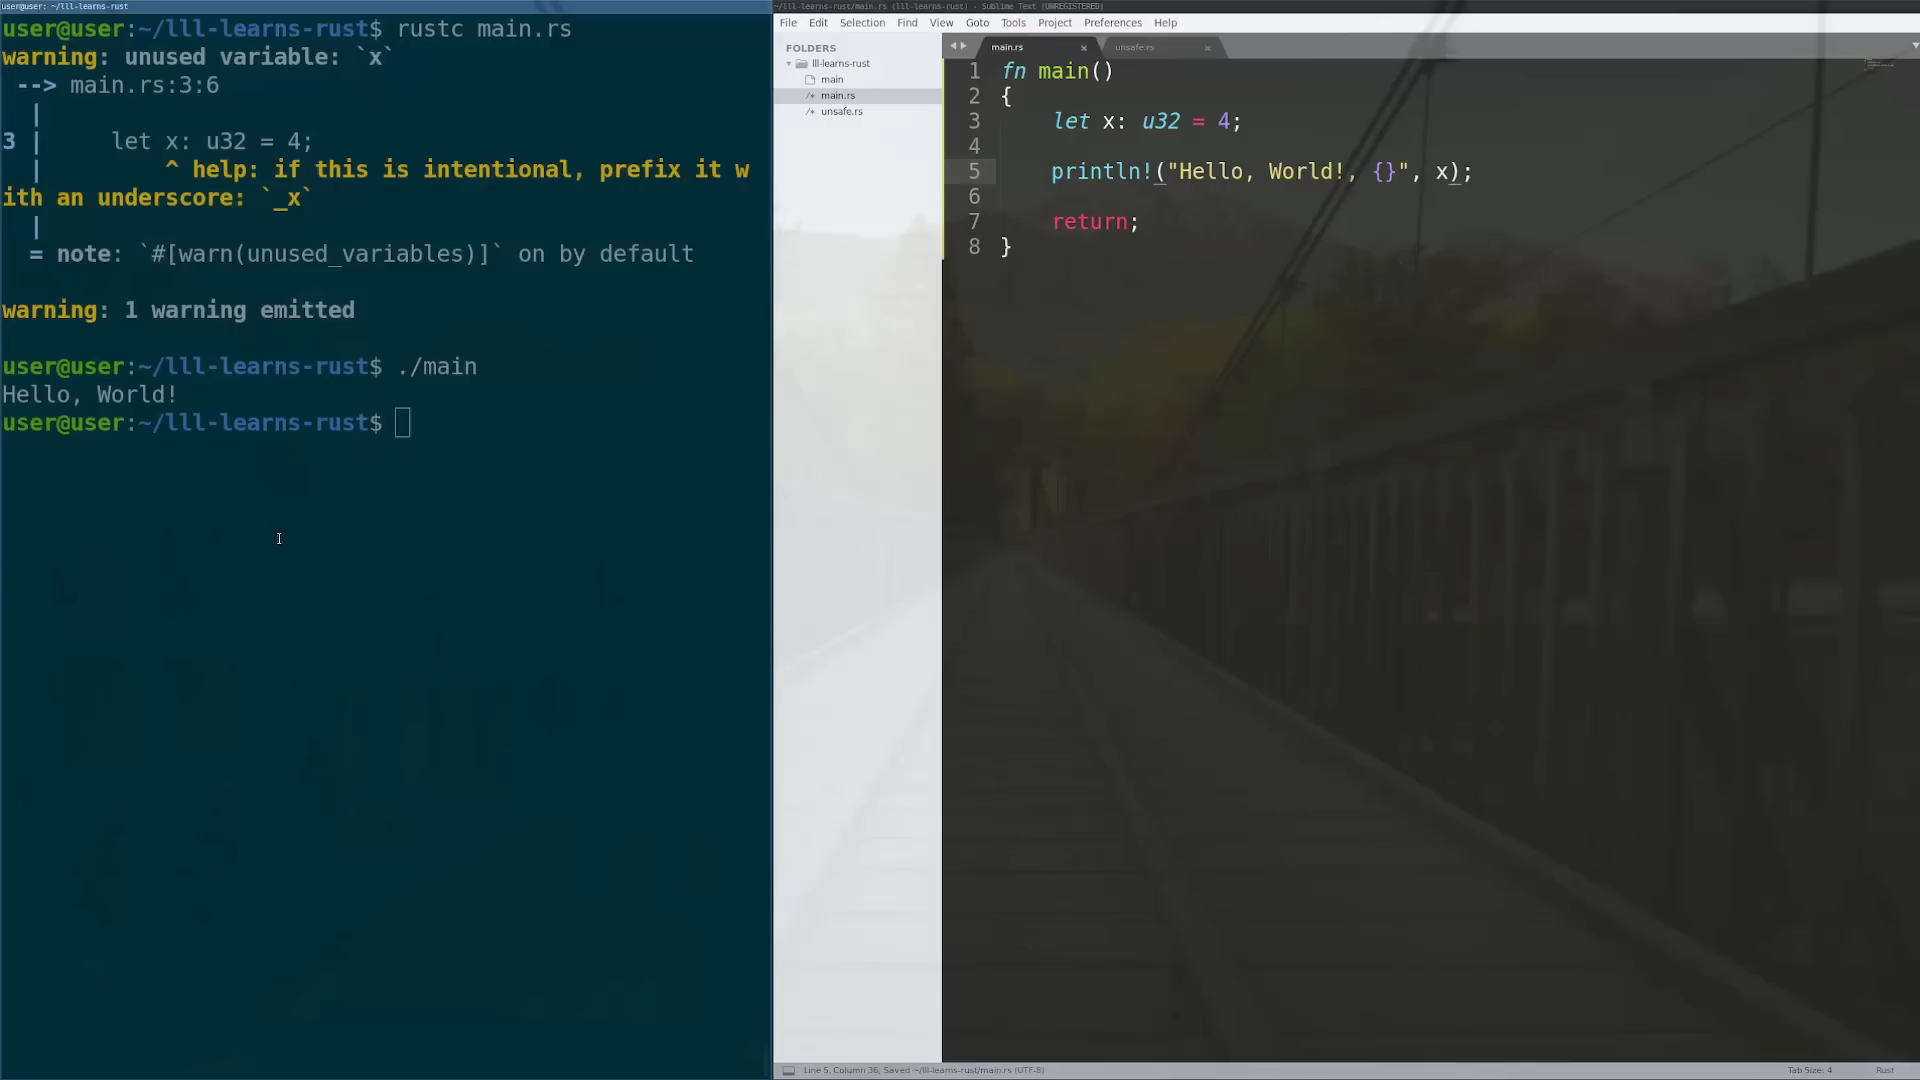 user@user: ~/lll-learns-rust
user@user:~/lll-learns-rust$ rustc main.rs
warning: unused variable: `x`
--> main.rs:3:6
|
3 |     let x: u32 = 4;
|         ^ help: if this is intentional, prefix it w
ith an underscore: `_x`
|
= note: `#[warn(unused_variables)]` on by default
warning: 1 warning emitted
user@user:~/lll-learns-rust$ ./main
Hello, World!
user@user:~/lll-learns-rust$
~/lll-learns-rust/main.rs (lll-learns-rust) - Sublime Text (UNREGISTERED)
File Edit Selection Find View Goto Tools Project Preferences Help
FOLDERS
lll-learns-rust
main
/* main.rs
/* unsafe.rs
main.rs × unsafe.rs ×
1 fn main()
2 {
3     let x: u32 = 4;
4
5     println!("Hello, World!, {}", x);
6
7     return;
8 }
Line 5, Column 36; Saved ~/lll-learns-rust/main.rs (UTF-8)
Tab Size: 4
Rust